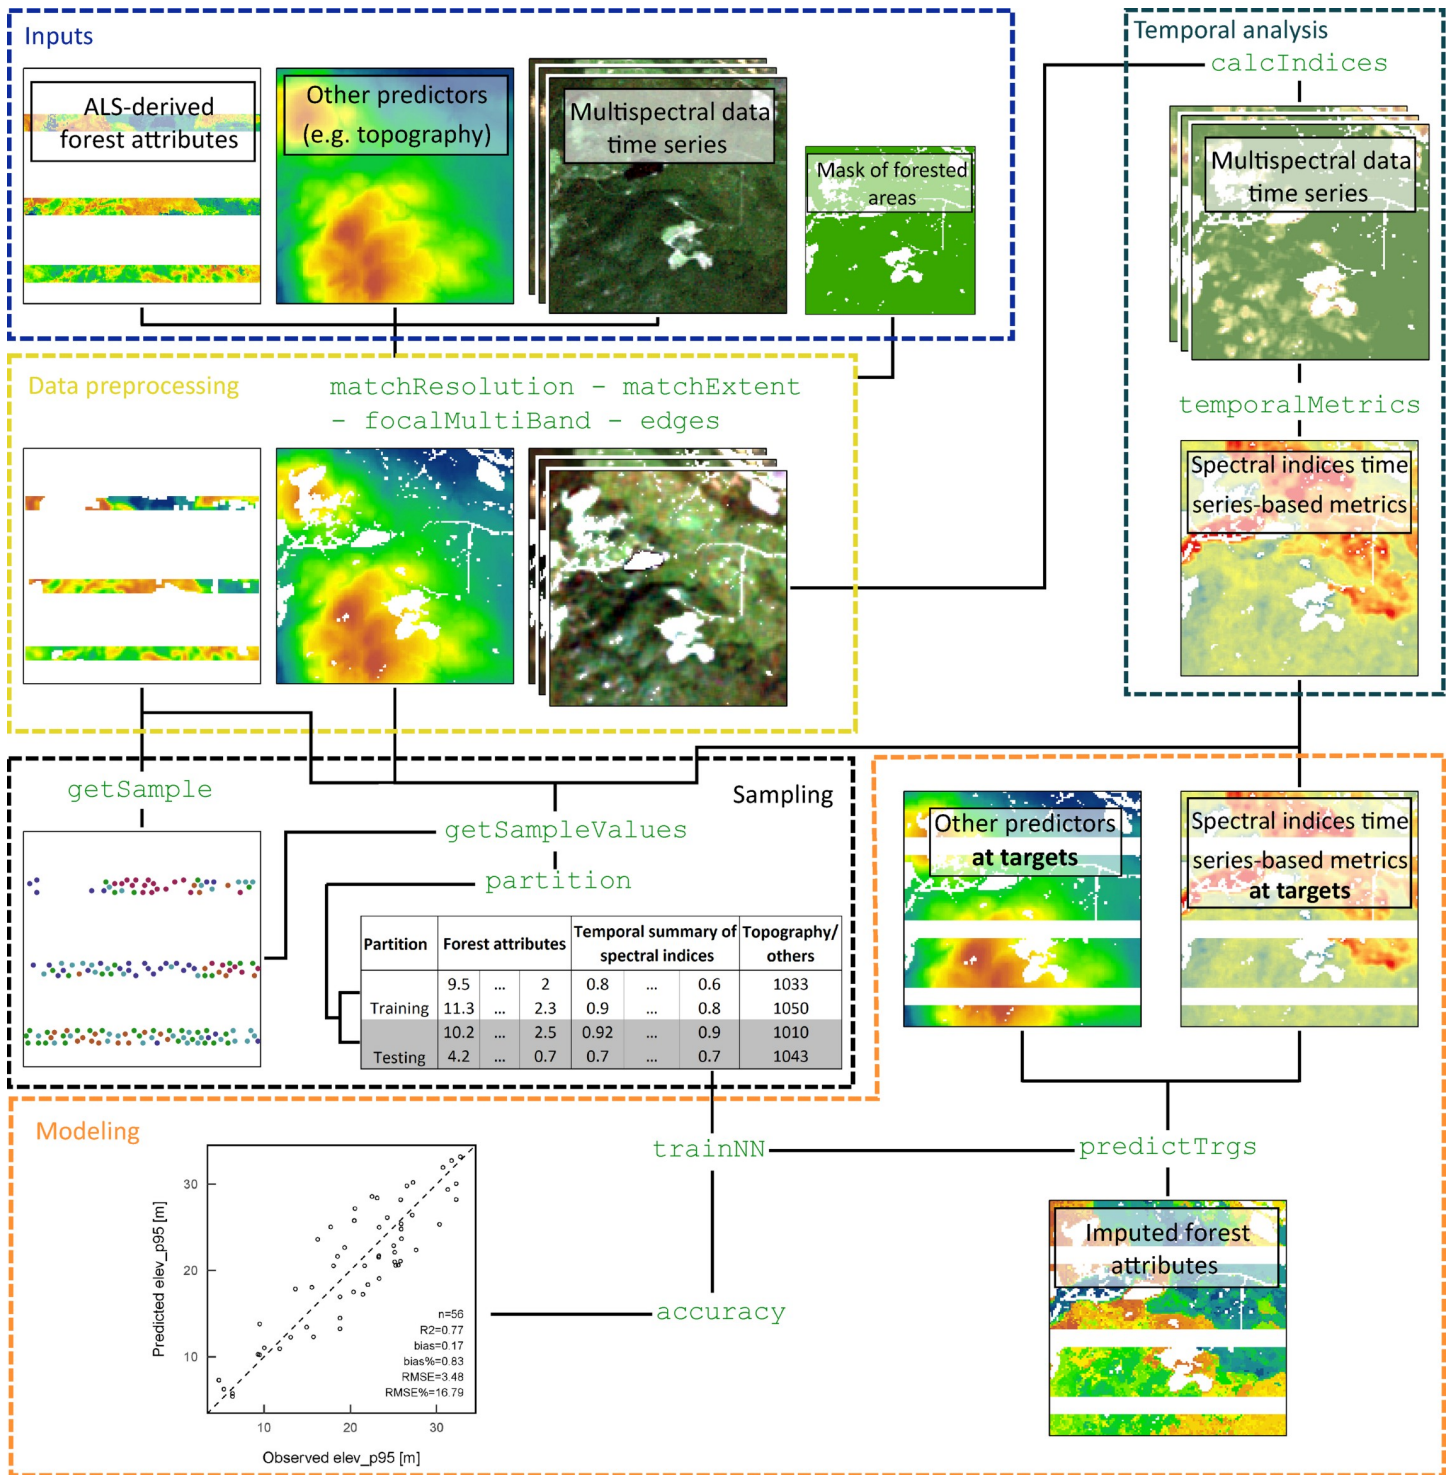 Inputs
ALS-derived
forest attributes
Other predictors
(e.g. topography)
Multispectral data
time series
Mask of forested
areas
Temporal analysis
calcIndices
Multispectral data
time series
temporalMetrics
Spectral indices time
series-based metrics
Data preprocessing
matchResolution - matchExtent
- focalMultiBand - edges
Sampling
getSample
getSampleValues
partition
Partition Forest attributes Temporal summary of spectral indices Topography/ others
9.5 ... 2 0.8 ... 0.6 1033
Training 11.3 ... 2.3 0.9 ... 0.8 1050
10.2 ... 2.5 0.92 ... 0.9 1010
Testing 4.2 ... 0.7 0.7 ... 0.7 1043
Other predictors
at targets
Spectral indices time
series-based metrics
at targets
Modeling
trainNN
predictTrgs
accuracy
Imputed forest
attributes
Predicted elev_p95 [m]
30
20
10
n=56
R2=0.77
bias=0.17
bias%=0.83
RMSE=3.48
RMSE%=16.79
10 20 30
Observed elev_p95 [m]